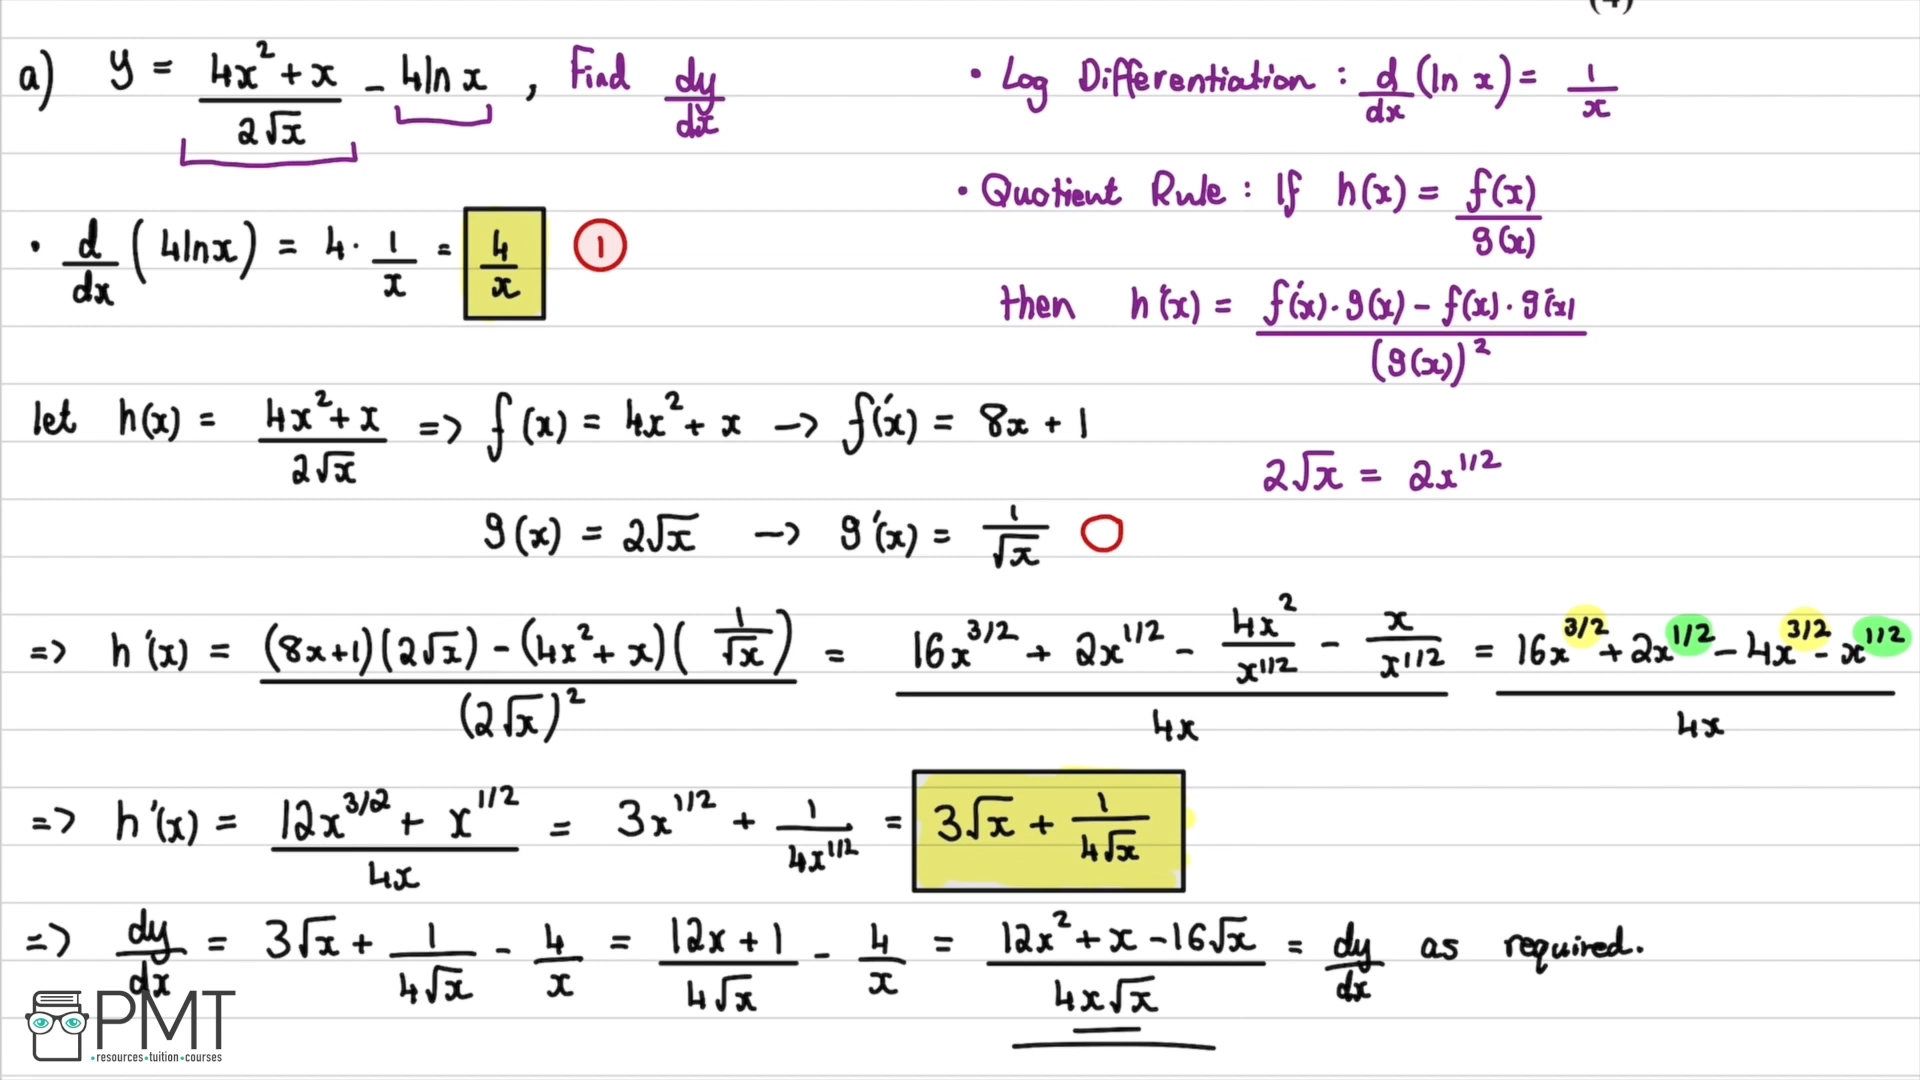 (4)
a) y = (4x² + x)/(2√x) - 4ln x , Find dy/dx
• Log Differentiation : d/dx (ln x) = 1/x
• Quotient Rule : If h(x) = f(x)/g(x)
then h'(x) = (f'(x)·g(x) - f(x)·g'(x))/(g(x))²
• d/dx (4lnx) = 4 · 1/x = 4/x ①
let h(x) = (4x² + x)/(2√x) => f(x) = 4x² + x -> f'(x) = 8x + 1
2√x = 2x^1/2
g(x) = 2√x -> g'(x) = 1/√x
=> h'(x) = ((8x+1)(2√x) - (4x² + x)(1/√x))/(2√x)² = (16x^3/2 + 2x^1/2 - 4x²/x^1/2 - x/x^1/2)/4x = (16x^3/2 + 2x^1/2 - 4x^3/2 - x^1/2)/4x
=> h'(x) = (12x^3/2 + x^1/2)/4x = 3x^1/2 + 1/(4x^1/2) = 3√x + 1/(4√x)
=> dy/dx = 3√x + 1/(4√x) - 4/x = (12x + 1)/(4√x) - 4/x = (12x² + x - 16√x)/(4x√x) = dy/dx as required.
PMT
•resources•tuition•courses